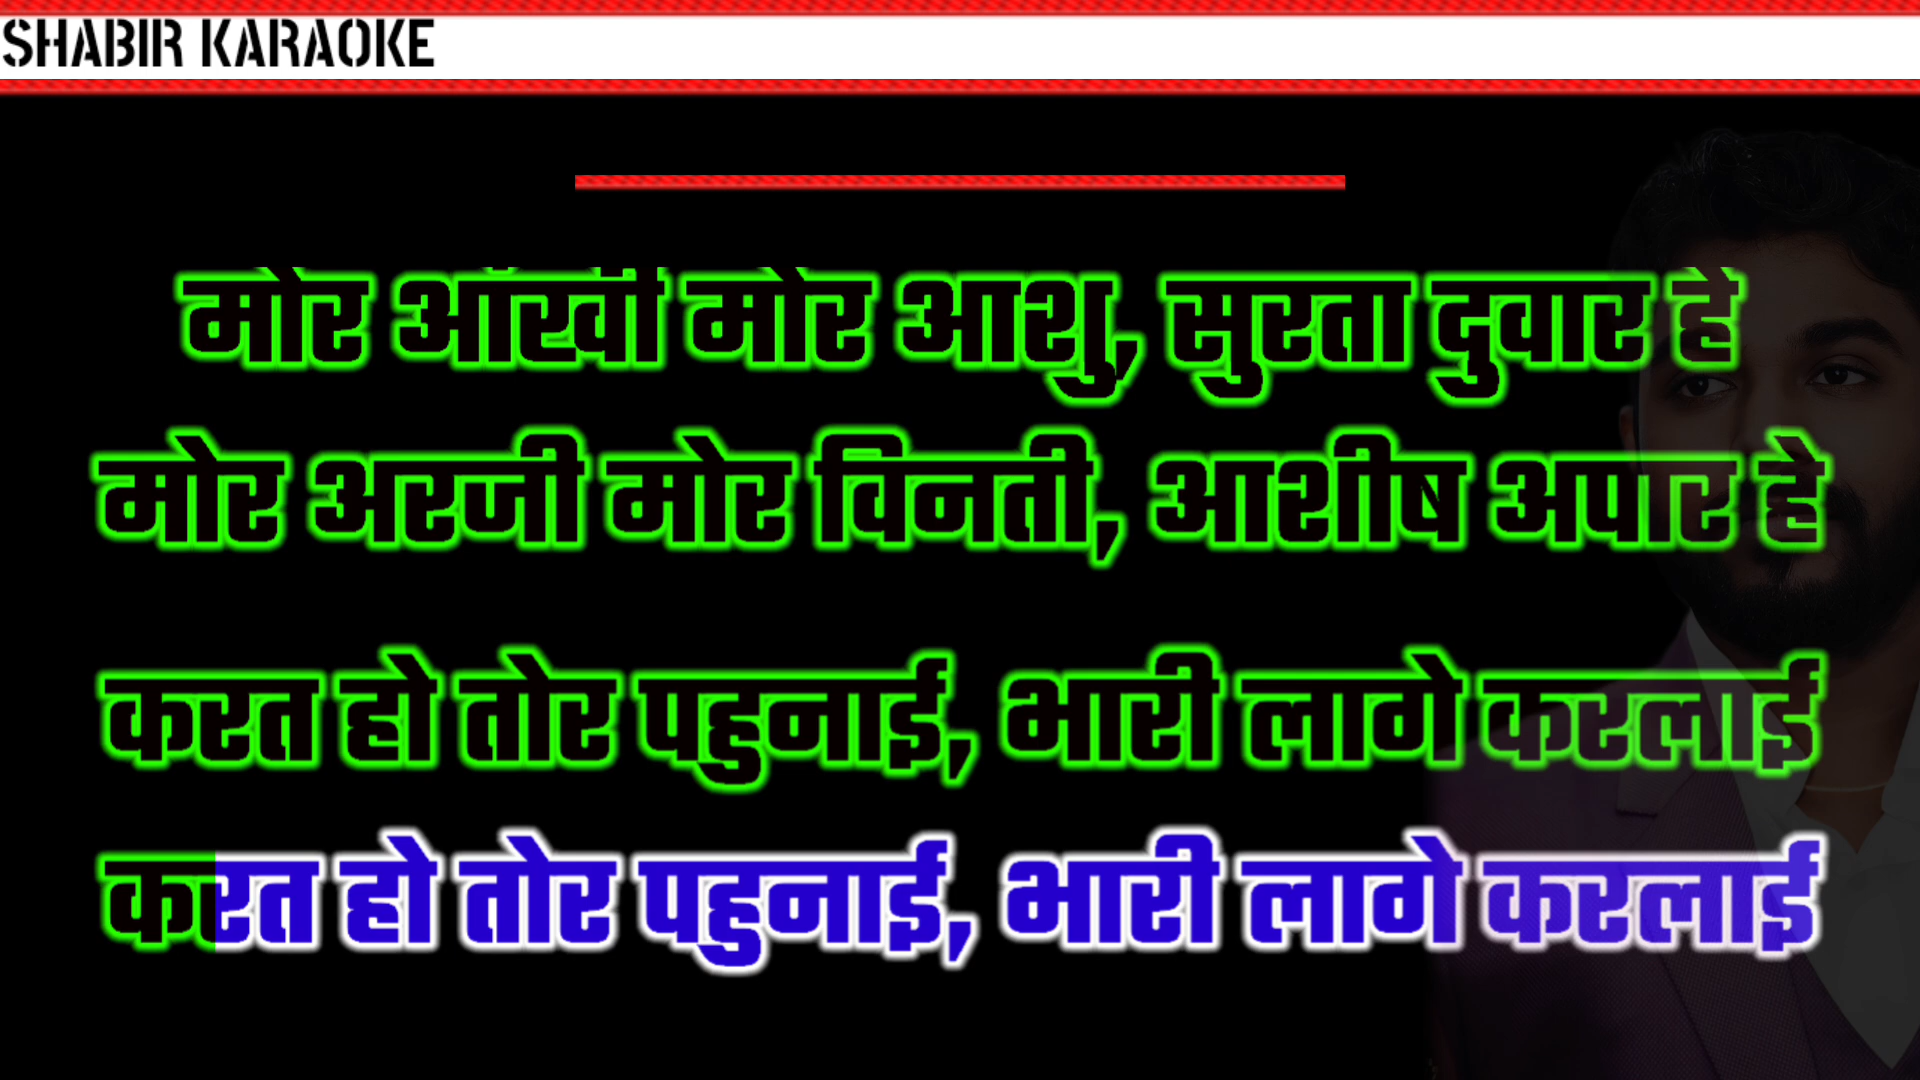 SHABIR KARAOKE
मोर आँखी मोर आशु, सुरता दुवार हे
मोर अरजी मोर विनती, आशीष अपार हे
करत हो तोर पहुनाई, भारी लागे करलाई
करत हो तोर पहुनाई, भारी लागे करलाई